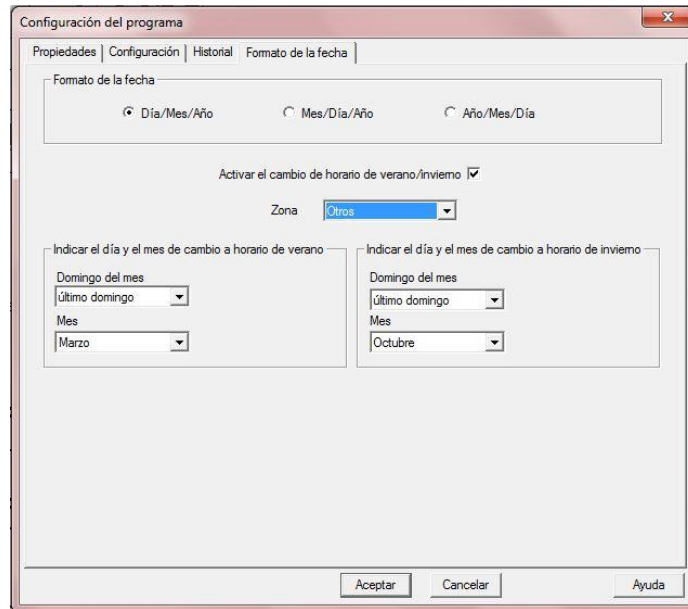 Configuración del programa
Propiedades Configuración Historial Formato de la fecha
Formato de la fecha
Día/Mes/Año Mes/Día/Año Año/Mes/Día
Activar el cambio de horario de verano/invierno
Zona Otros
Indicar el día y el mes de cambio a horario de verano
Domingo del mes
último domingo
Mes
Marzo
Indicar el día y el mes de cambio a horario de invierno
Domingo del mes
último domingo
Mes
Octubre
Aceptar Cancelar Ayuda